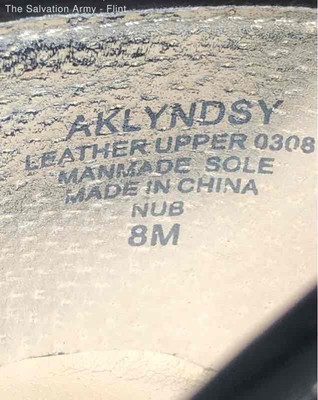 The Salvation Army - Flint
AKLYNDSY
LEATHER UPPER 0308
MANMADE SOLE
MADE IN CHINA
NUB
8M